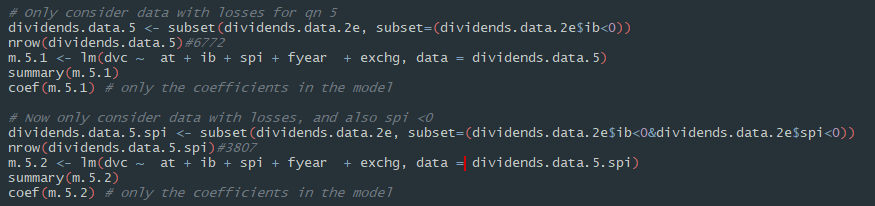 # Only consider data with losses for qn 5
dividends.data.5 <- subset(dividends.data.2e, subset=(dividends.data.2e$ib<0))
nrow(dividends.data.5)#6772
m.5.1 <- lm(dvc ~  at + ib + spi + fyear  + exchg, data = dividends.data.5)
summary(m.5.1)
coef(m.5.1) # only the coefficients in the model

# Now only consider data with losses, and also spi <0
dividends.data.5.spi <- subset(dividends.data.2e, subset=(dividends.data.2e$ib<0&dividends.data.2e$spi<0))
nrow(dividends.data.5.spi)#3807
m.5.2 <- lm(dvc ~  at + ib + spi + fyear  + exchg, data = dividends.data.5.spi)
summary(m.5.2)
coef(m.5.2) # only the coefficients in the model